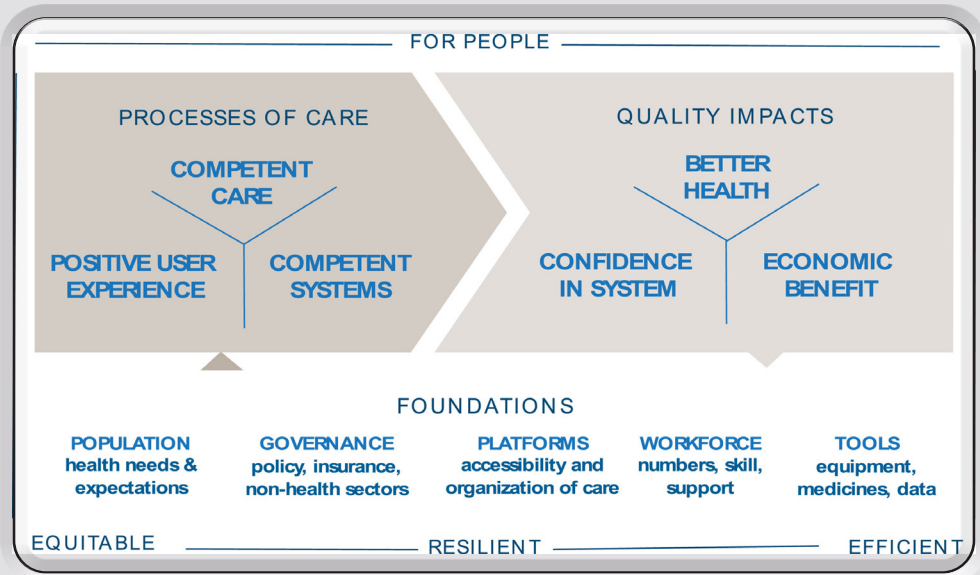 FOR PEOPLE
PROCESSES OF CARE
COMPETENT
CARE
POSITIVE USER
EXPERIENCE
COMPETENT
SYSTEMS
QUALITY IMPACTS
BETTER
HEALTH
CONFIDENCE
IN SYSTEM
ECONOMIC
BENEFIT
FOUNDATIONS
POPULATION
health needs &
expectations
GOVERNANCE
policy, insurance,
non-health sectors
PLATFORMS
accessibility and
organization of care
WORKFORCE
numbers, skill,
support
TOOLS
equipment,
medicines, data
EQUITABLE
RESILIENT
EFFICIENT